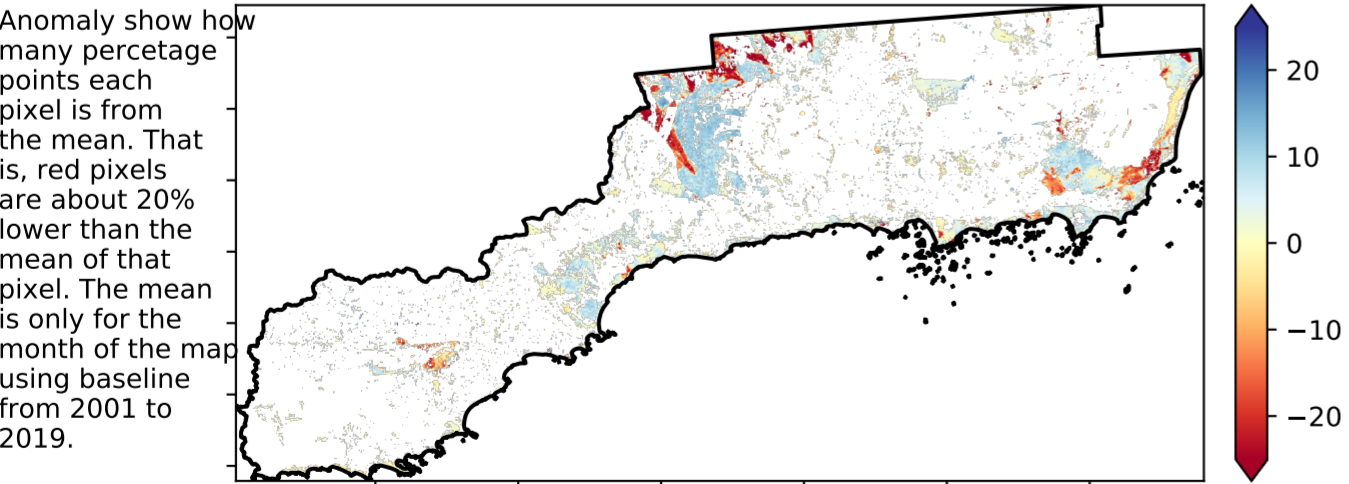 Anomaly show how
many percetage
points each
pixel is from
the mean. That
is, red pixels
are about 20%
lower than the
mean of that
pixel. The mean
is only for the
month of the map
using baseline
from 2001 to
2019.
20
10
0
−10
−20